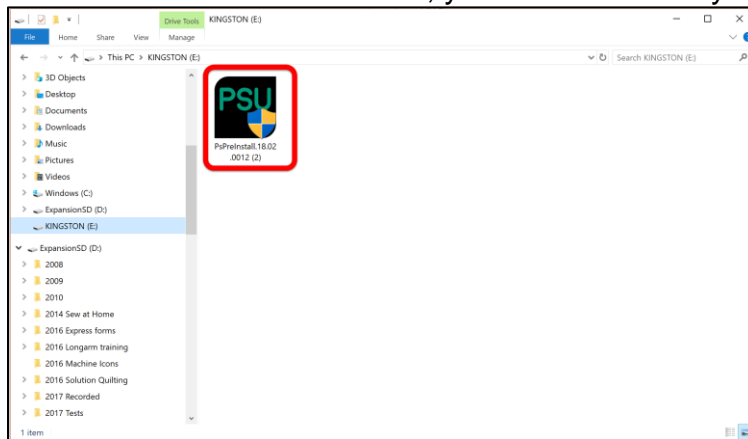 Drive Tools KINGSTON (E:)
File Home Share View Manage
This PC > KINGSTON (E:)
Search KINGSTON (E:)
3D Objects
Desktop
Documents
Downloads
Music
Pictures
Videos
Windows (C:)
ExpansionSD (D:)
KINGSTON (E:)
ExpansionSD (D:)
2008
2009
2010
2014 Sew at Home
2016 Express forms
2016 Longarm training
2016 Machine Icons
2016 Solution Quilting
2017 Recorded
2017 Tests
PSU
PsPreInstall.18.02
.0012 (2)
1 item